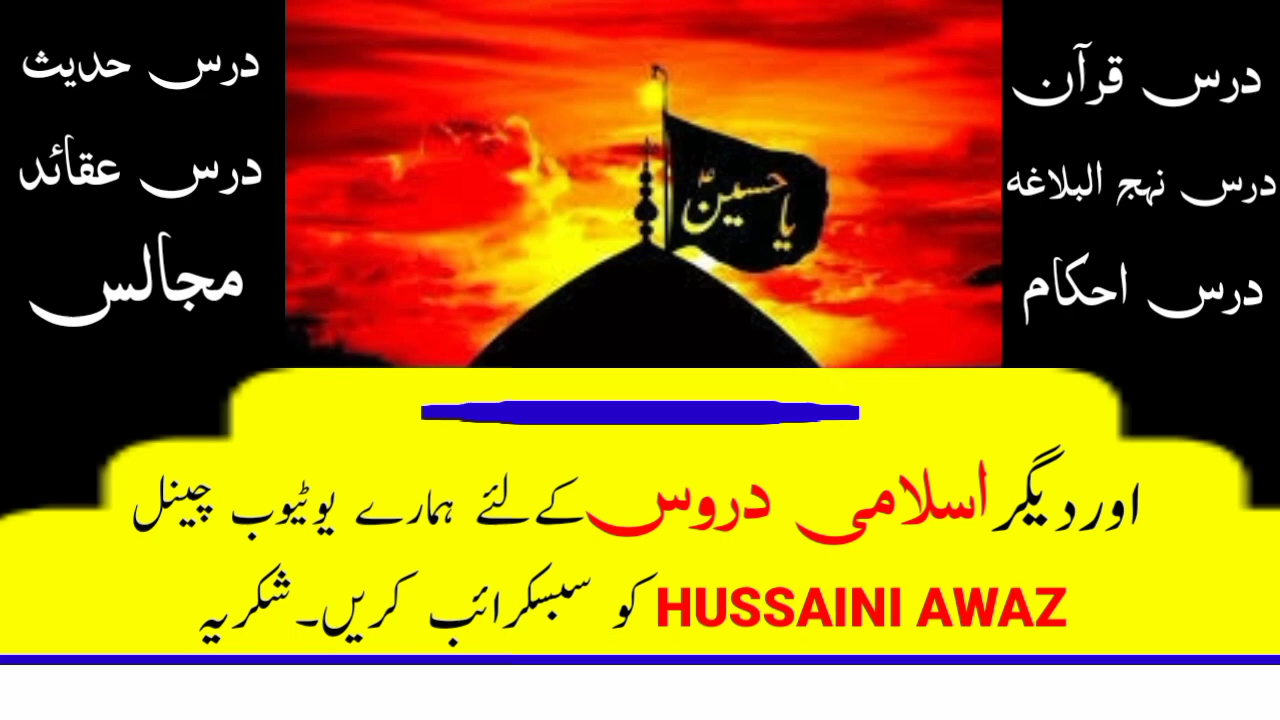 درس قرآن
درس نہج البلاغه
درس احکام
درس حدیث
درس عقائد
مجالس
یا حسینؑ
اور دیگر اسلامی دروس کے لئے ہمارے یوٹیوب چینل
HUSSAINI AWAZ کو سبسکرائب کریں۔ شکریہ